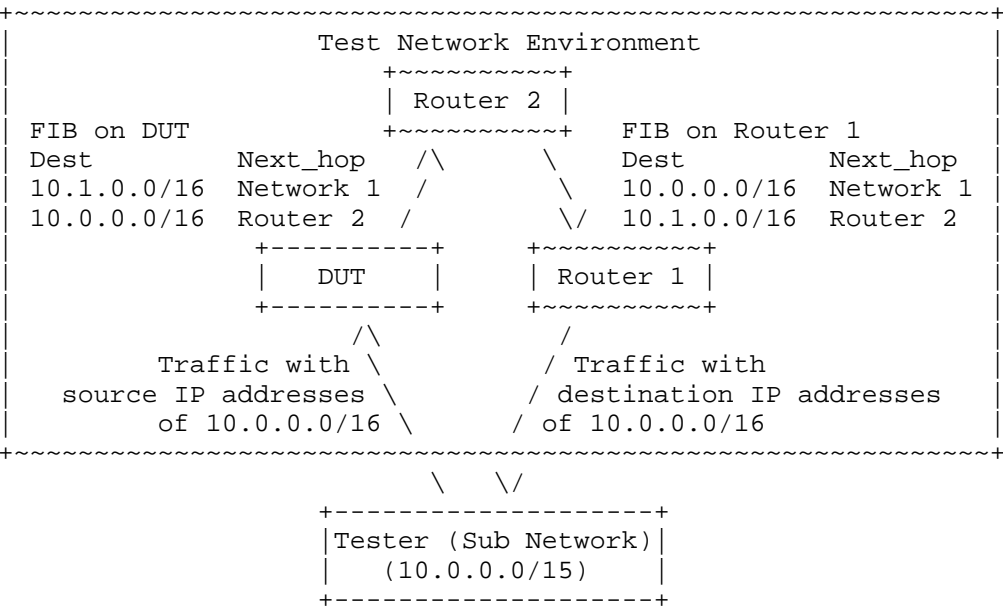 Test Network Environment
Router 2
FIB on DUT FIB on Router 1
Dest Next_hop Dest Next_hop
10.1.0.0/16 Network 1 10.0.0.0/16 Network 1
10.0.0.0/16 Router 2 10.1.0.0/16 Router 2
DUT Router 1
Traffic with Traffic with
source IP addresses destination IP addresses
of 10.0.0.0/16 of 10.0.0.0/16
Tester (Sub Network)
(10.0.0.0/15)